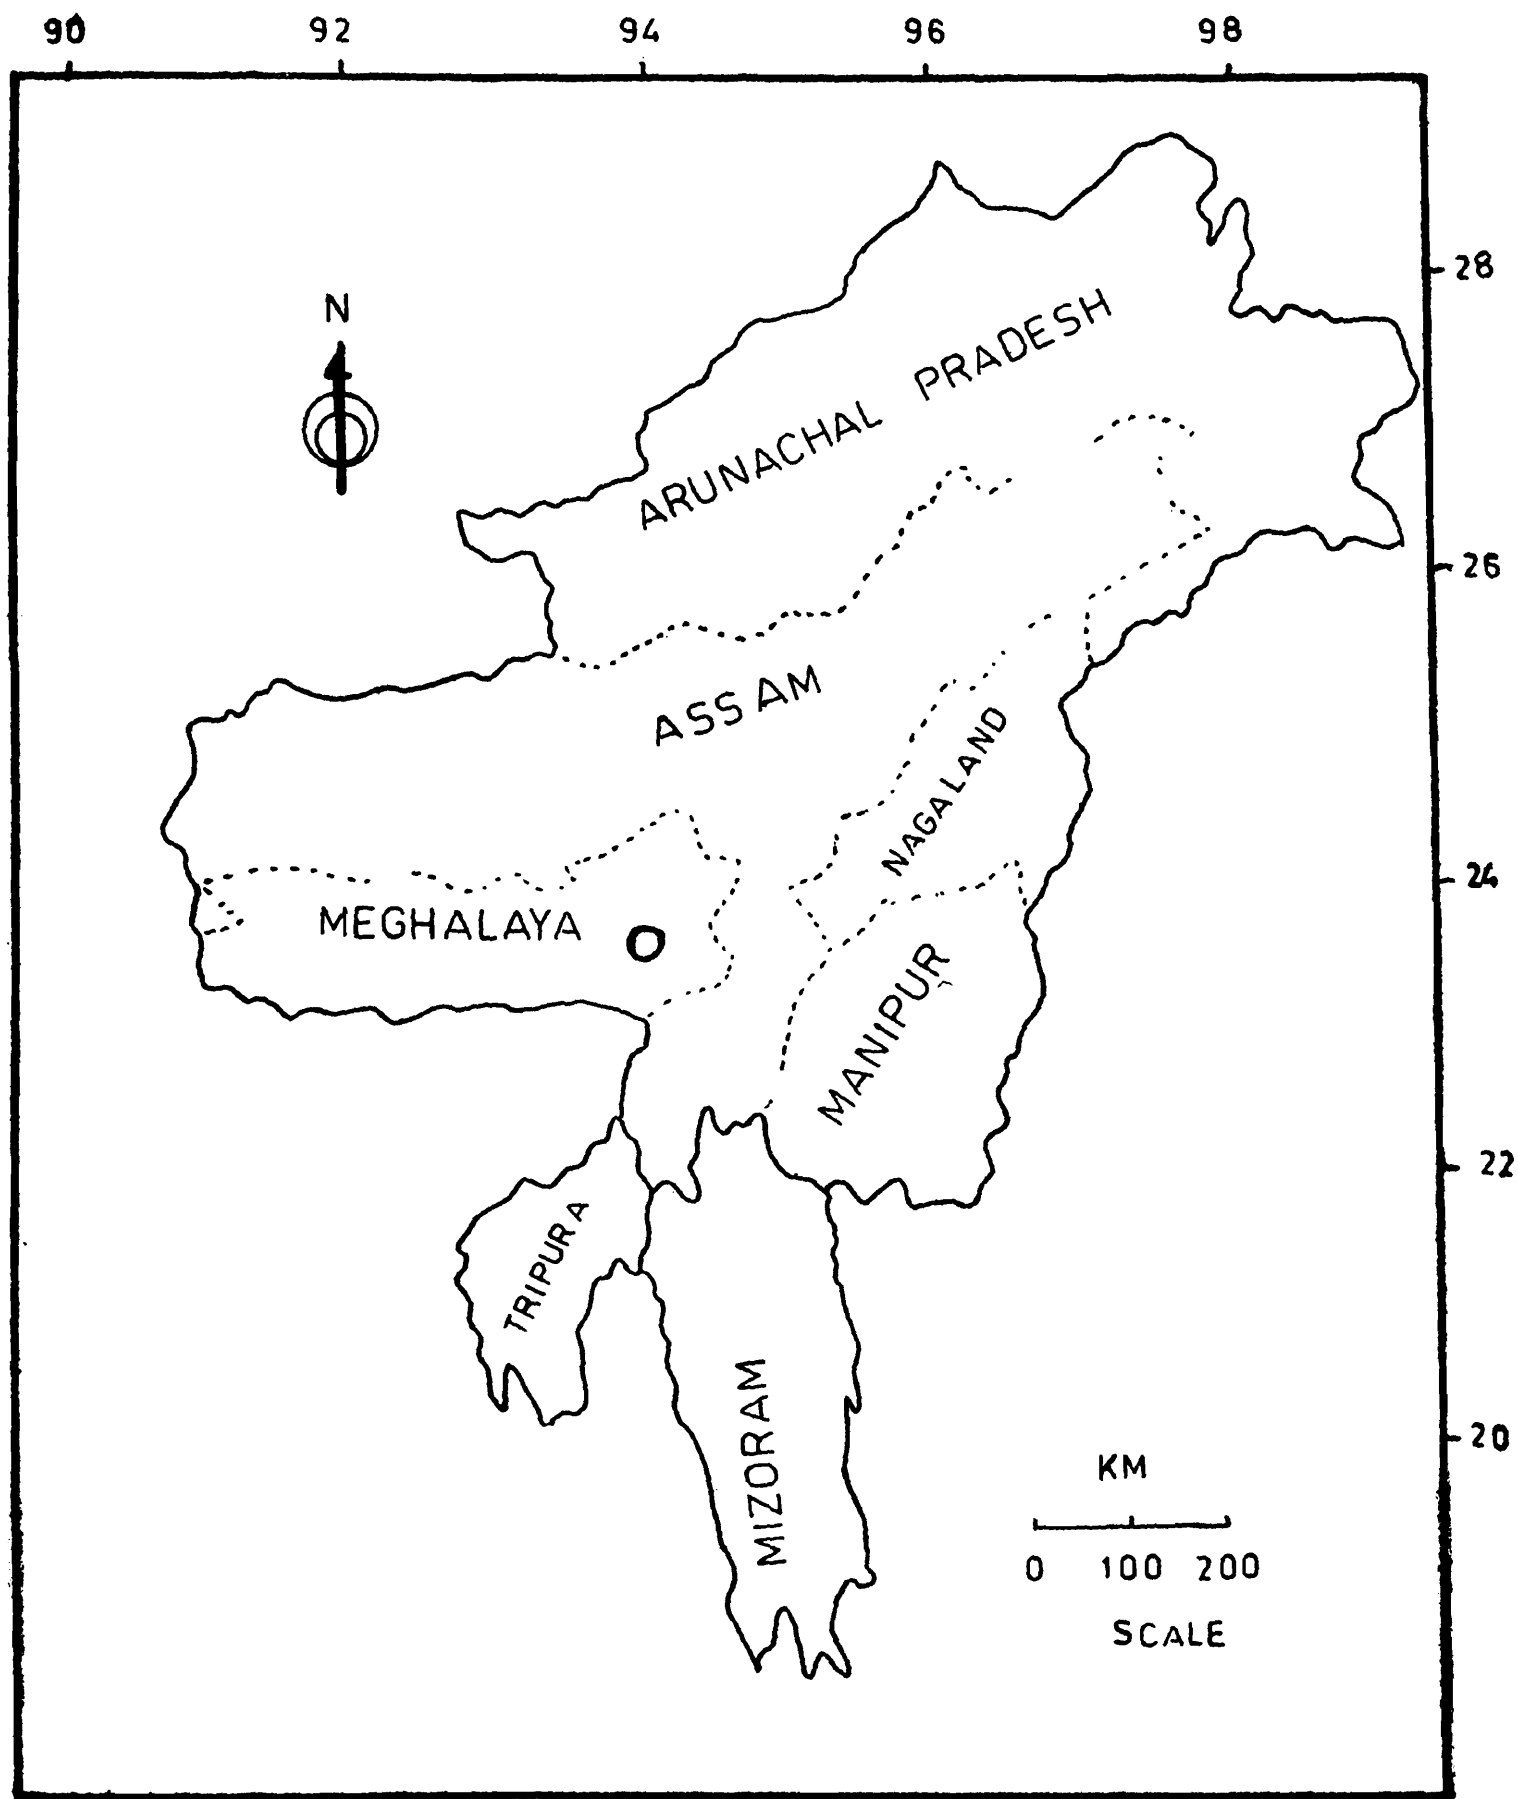 90 92 94 96 98
28
N
ARUNACHAL PRADESH
26
ASSAM
NAGALAND
24
MEGHALAYA
MANIPUR
22
TRIPURA
MIZORAM
20
KM
0 100 200
SCALE